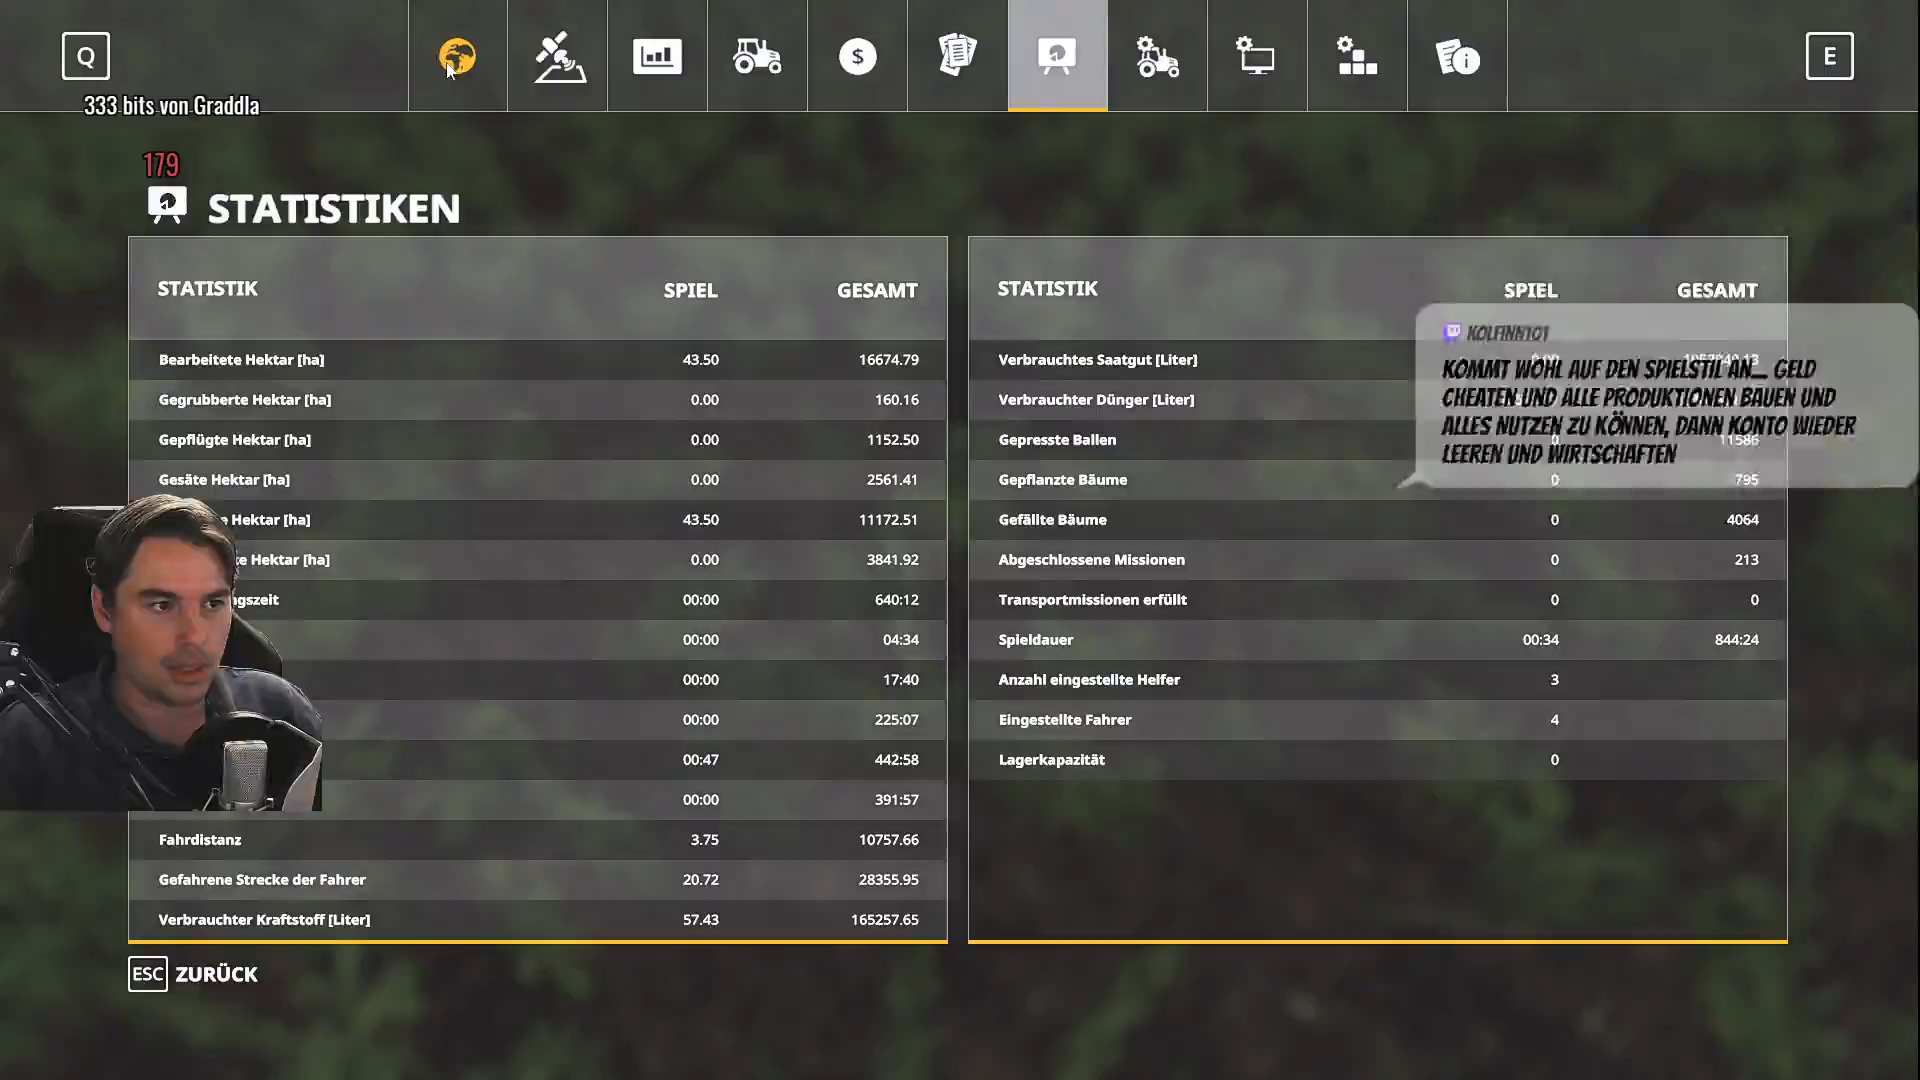 Q
E
333 bits von Graddla
179
STATISTIKEN
STATISTIK SPIEL GESAMT
Bearbeitete Hektar [ha] 43.50 16674.79
Gegrubberte Hektar [ha] 0.00 160.16
Gepflügte Hektar [ha] 0.00 1152.50
Gesäte Hektar [ha] 0.00 2561.41
Hektar [ha] 43.50 11172.51
Hektar [ha] 0.00 3841.92
00:00 640:12
00:00 04:34
00:00 17:40
00:00 225:07
00:47 442:58
00:00 391:57
Fahrdistanz 3.75 10757.66
Gefahrene Strecke der Fahrer 20.72 28355.95
Verbrauchter Kraftstoff [Liter] 57.43 165257.65
STATISTIK SPIEL GESAMT
Verbrauchtes Saatgut [Liter]
Verbrauchter Dünger [Liter]
Gepresste Ballen 0 11586
Gepflanzte Bäume 0 795
Gefällte Bäume 0 4064
Abgeschlossene Missionen 0 213
Transportmissionen erfüllt 0 0
Spieldauer 00:34 844:24
Anzahl eingestellte Helfer 3
Eingestellte Fahrer 4
Lagerkapazität 0
KOLFINN101
KOMMT WOHL AUF DEN SPIELSTIL AN... GELD
CHEATEN UND ALLE PRODUKTIONEN BAUEN UND
ALLES NUTZEN ZU KÖNNEN, DANN KONTO WIEDER
LEEREN UND WIRTSCHAFTEN
ESC ZURÜCK